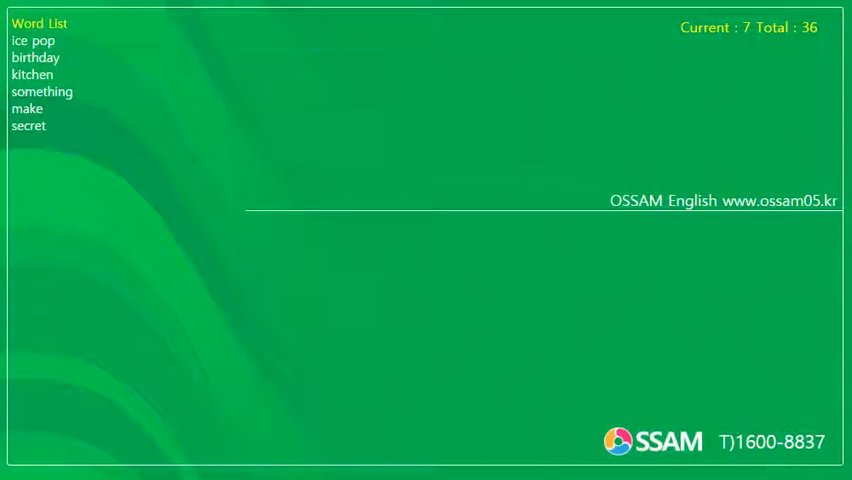 Word List
ice pop
birthday
kitchen
something
make
secret
Current : 7 Total : 36
OSSAM English www.ossam05.kr
OSSAM T)1600-8837